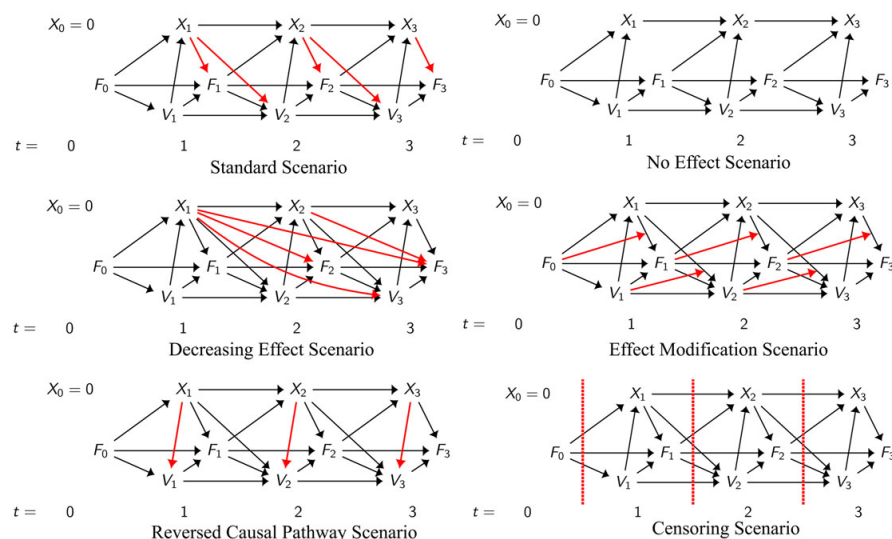 X₀ = 0 X₁ X₂ X₃
F₀ F₁ F₂ F₃
V₁ V₂ V₃
t = 0 1 2 3
Standard Scenario
X₀ = 0 X₁ X₂ X₃
F₀ F₁ F₂ F₃
V₁ V₂ V₃
t = 0 1 2 3
No Effect Scenario
X₀ = 0 X₁ X₂ X₃
F₀ F₁ F₂ F₃
V₁ V₂ V₃
t = 0 1 2 3
Decreasing Effect Scenario
X₀ = 0 X₁ X₂ X₃
F₀ F₁ F₂ F₃
V₁ V₂ V₃
t = 0 1 2 3
Effect Modification Scenario
X₀ = 0 X₁ X₂ X₃
F₀ F₁ F₂ F₃
V₁ V₂ V₃
t = 0 1 2 3
Reversed Causal Pathway Scenario
X₀ = 0 X₁ X₂ X₃
F₀ F₁ F₂ F₃
V₁ V₂ V₃
t = 0 1 2 3
Censoring Scenario